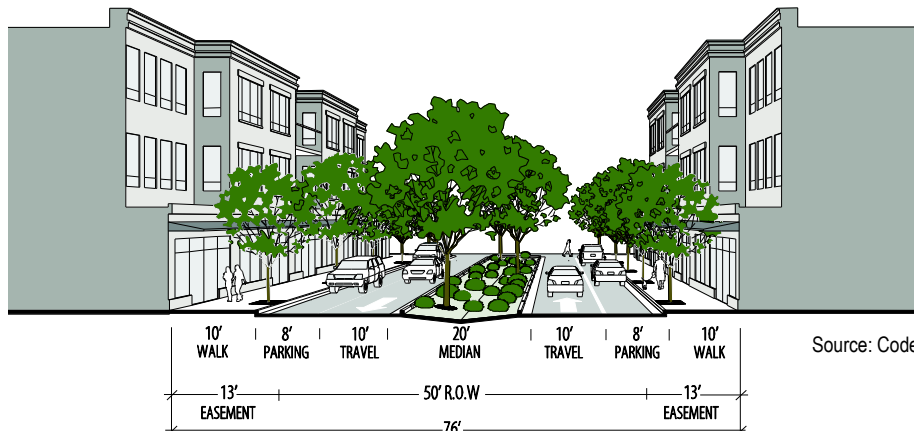 10' 8' 10' 20' 10' 8' 10'
WALK PARKING TRAVEL MEDIAN TRAVEL PARKING WALK
Source: Code
13' 50' R.O.W 13'
EASEMENT EASEMENT
76'